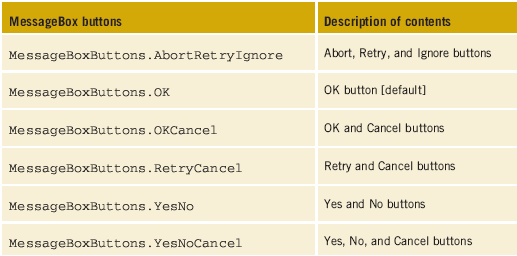 MessageBox buttons Description of contents
MessageBoxButtons.AbortRetryIgnore Abort, Retry, and Ignore buttons
MessageBoxButtons.OK OK button [default]
MessageBoxButtons.OKCancel OK and Cancel buttons
MessageBoxButtons.RetryCancel Retry and Cancel buttons
MessageBoxButtons.YesNo Yes and No buttons
MessageBoxButtons.YesNoCancel Yes, No, and Cancel buttons